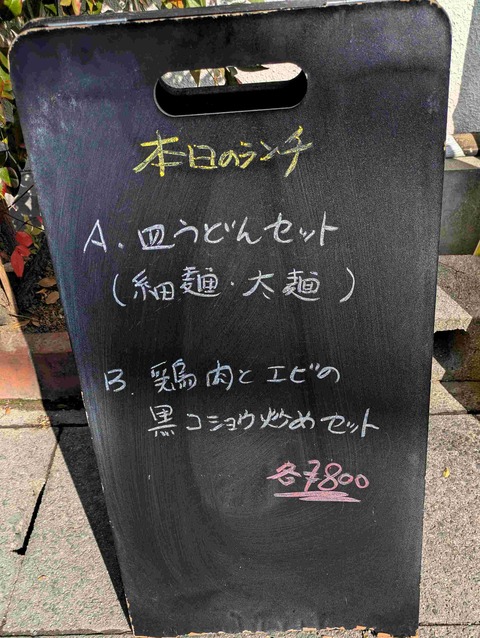 本日のランチ
A. 皿うどんセット
(細麺・太麺)
B. 鶏肉とエビの
黒コショウ炒めセット
各¥800